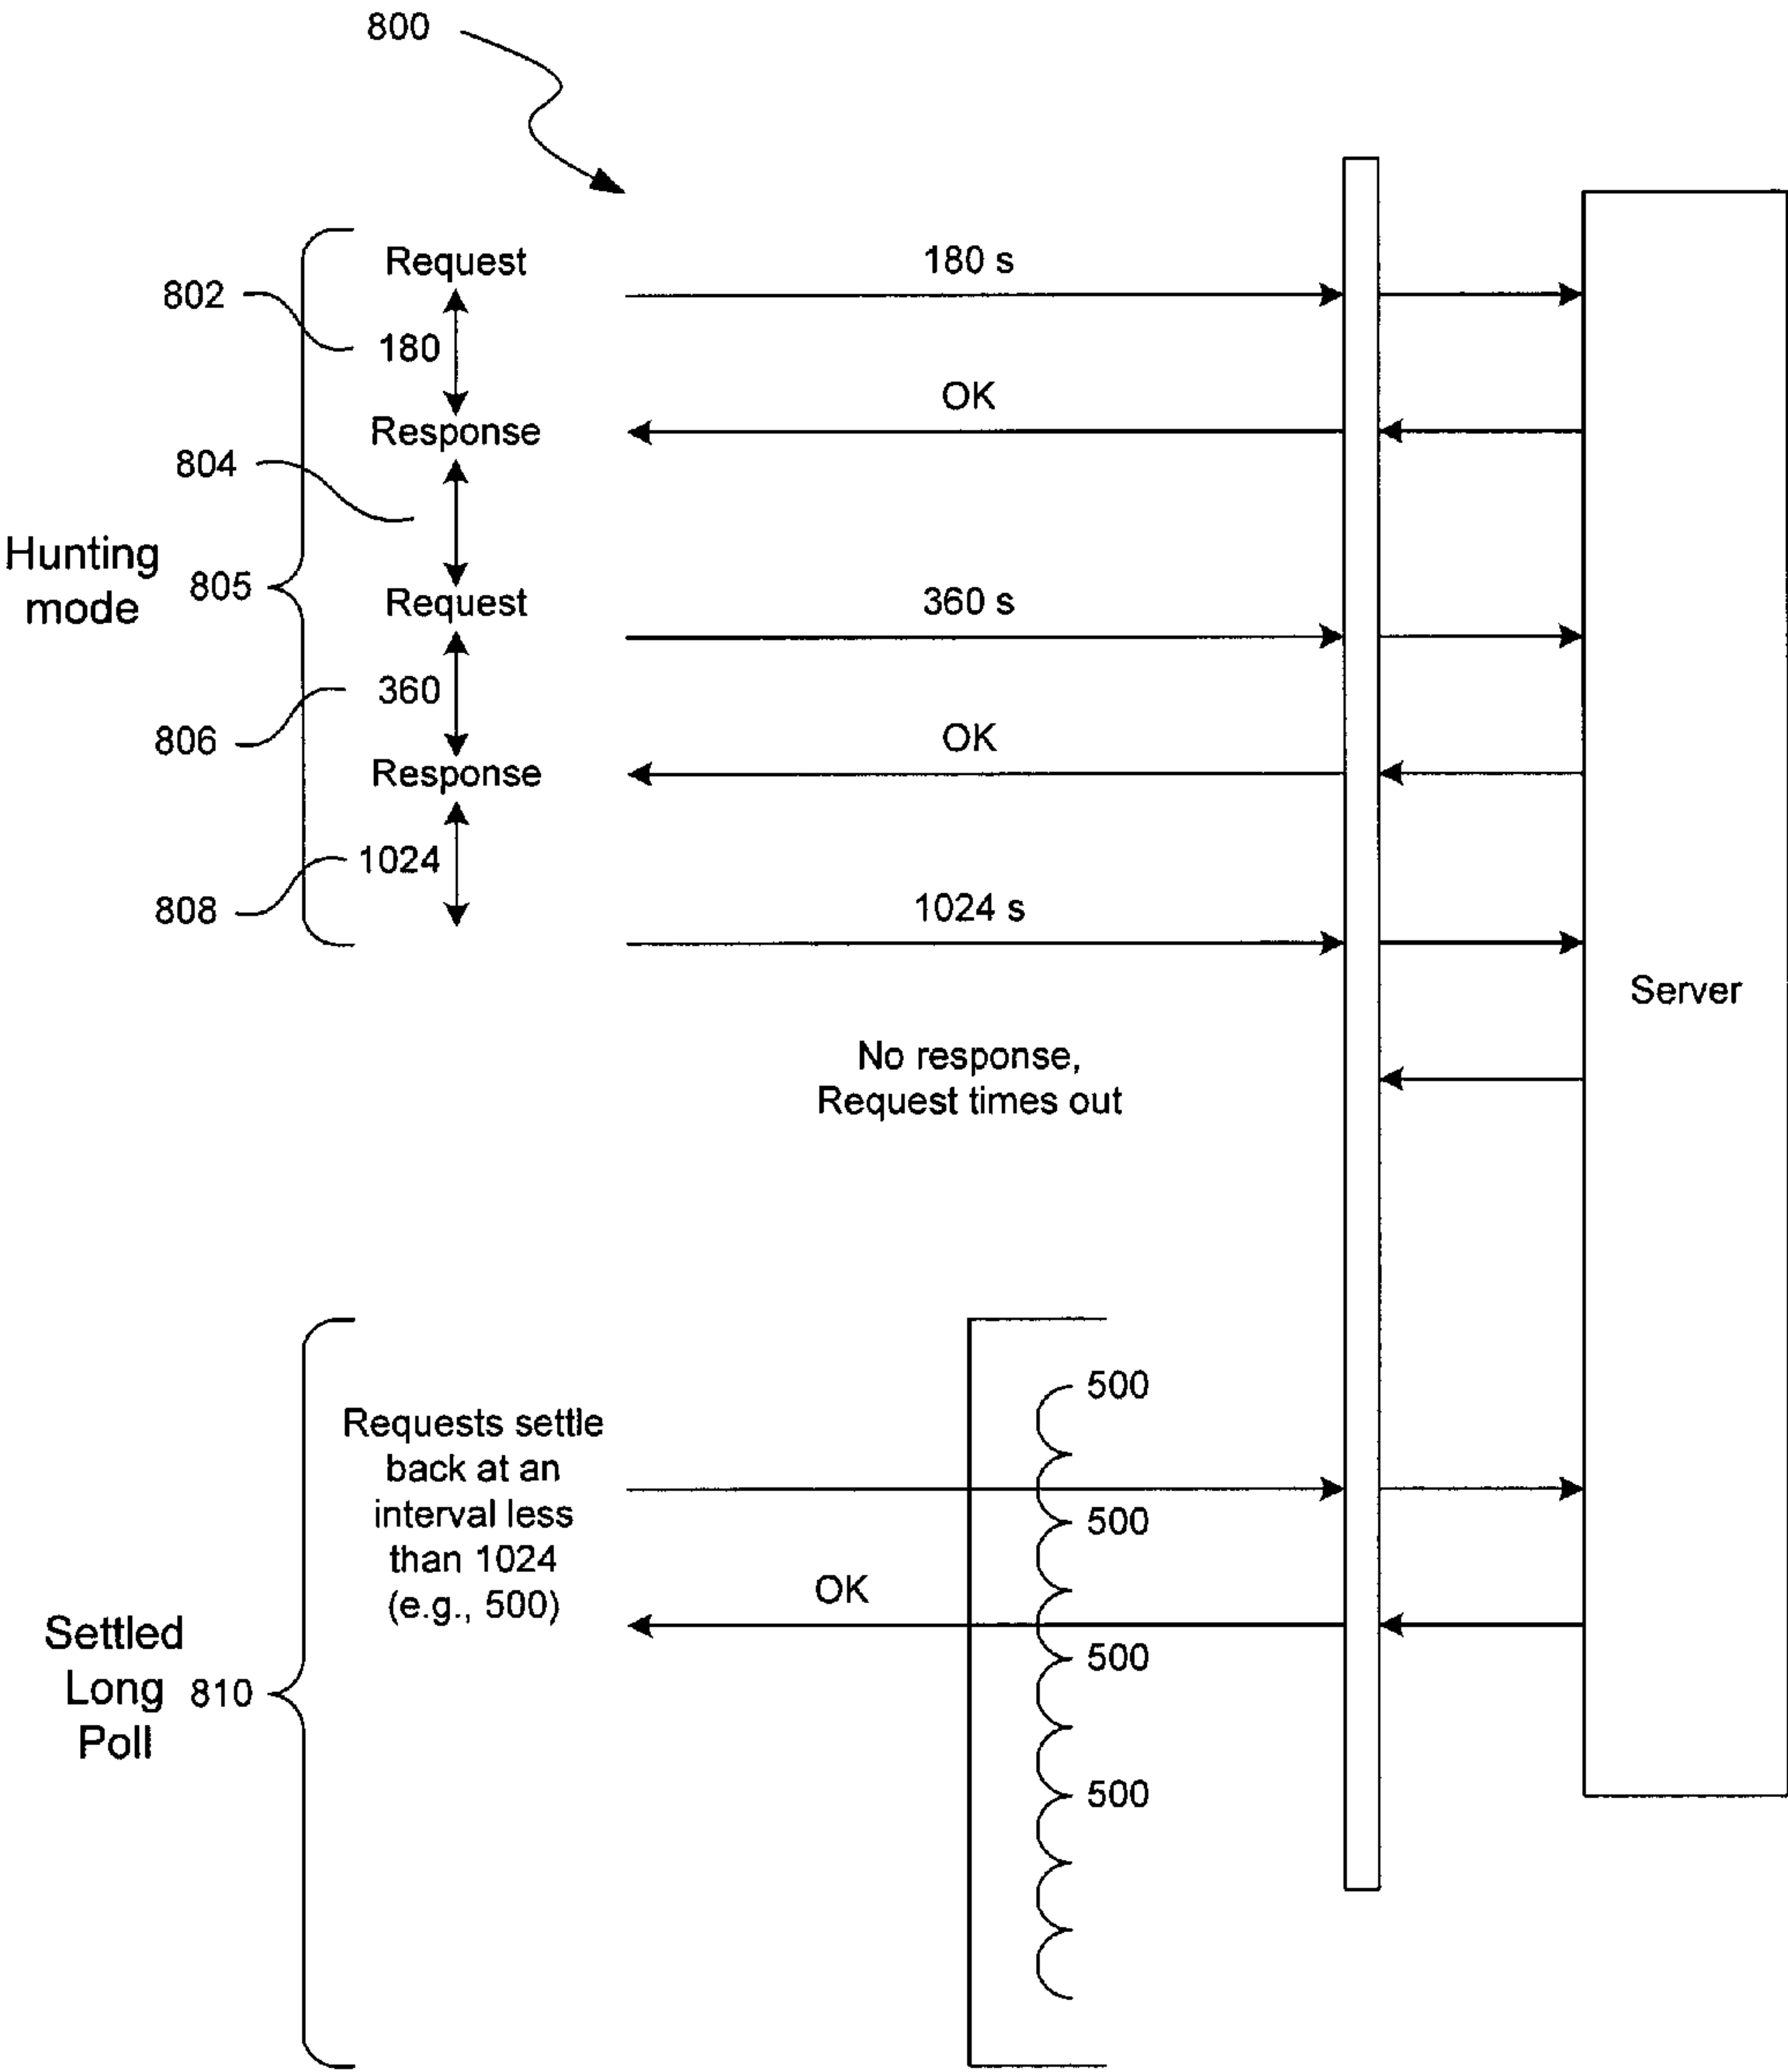 800
Request
180 s
802
180
OK
Response
804
Hunting
mode
805
Request
360 s
360
806
OK
Response
1024
808
1024 s
Server
No response,
Request times out
500
Requests settle
back at an
interval less
than 1024
(e.g., 500)
500
OK
500
Settled
Long
Poll
810
500